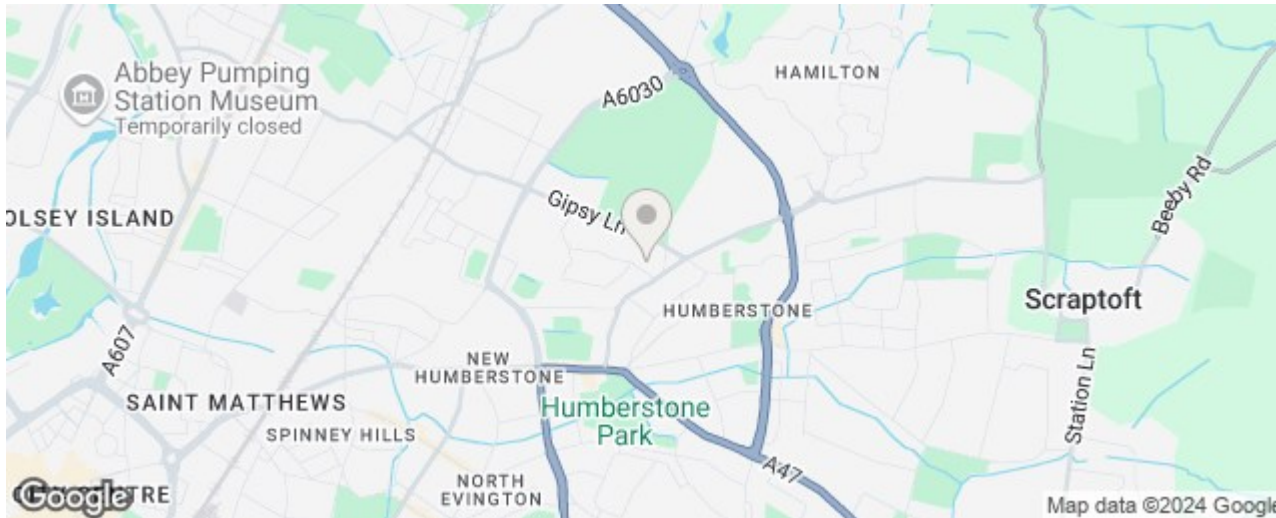 Abbey Pumping
Station Museum
Temporarily closed
A6030
HAMILTON
Gipsy Ln
Beeby Rd
OLSEY ISLAND
HUMBERSTONE
Scraptoft
A607
NEW
HUMBERSTONE
SAINT MATTHEWS
Humberstone
Park
SPINNEY HILLS
Station Ln
A47
NORTH
EVINGTON
Google
TRE
Map data ©2024 Google